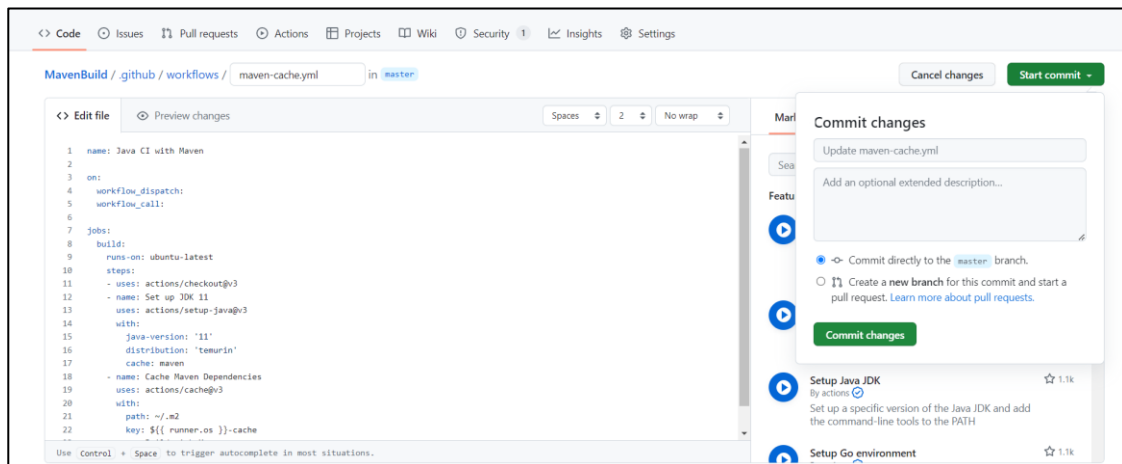 <> Code Issues Pull requests Actions Projects Wiki Security 1 Insights Settings
MavenBuild / .github / workflows / maven-cache.yml in master
Cancel changes Start commit
<> Edit file Preview changes
Spaces 2 No wrap
1 name: Java CI with Maven
2
3 on:
4 workflow_dispatch:
5 workflow_call:
6
7 jobs:
8 build:
9 runs-on: ubuntu-latest
10 steps:
11 - uses: actions/checkout@v3
12 - name: Set up JDK 11
13 uses: actions/setup-java@v3
14 with:
15 java-version: '11'
16 distribution: 'temurin'
17 cache: maven
18 - name: Cache Maven Dependencies
19 uses: actions/cache@v3
20 with:
21 path: ~/.m2
22 key: ${{ runner.os }}-cache
Use Control + Space to trigger autocomplete in most situations.
Sea
Featu
Commit changes
Update maven-cache.yml
Add an optional extended description...
Commit directly to the master branch.
Create a new branch for this commit and start a
pull request. Learn more about pull requests.
Commit changes
Setup Java JDK 1.1k
By actions
Set up a specific version of the Java JDK and add
the command-line tools to the PATH
Setup Go environment 1.1k